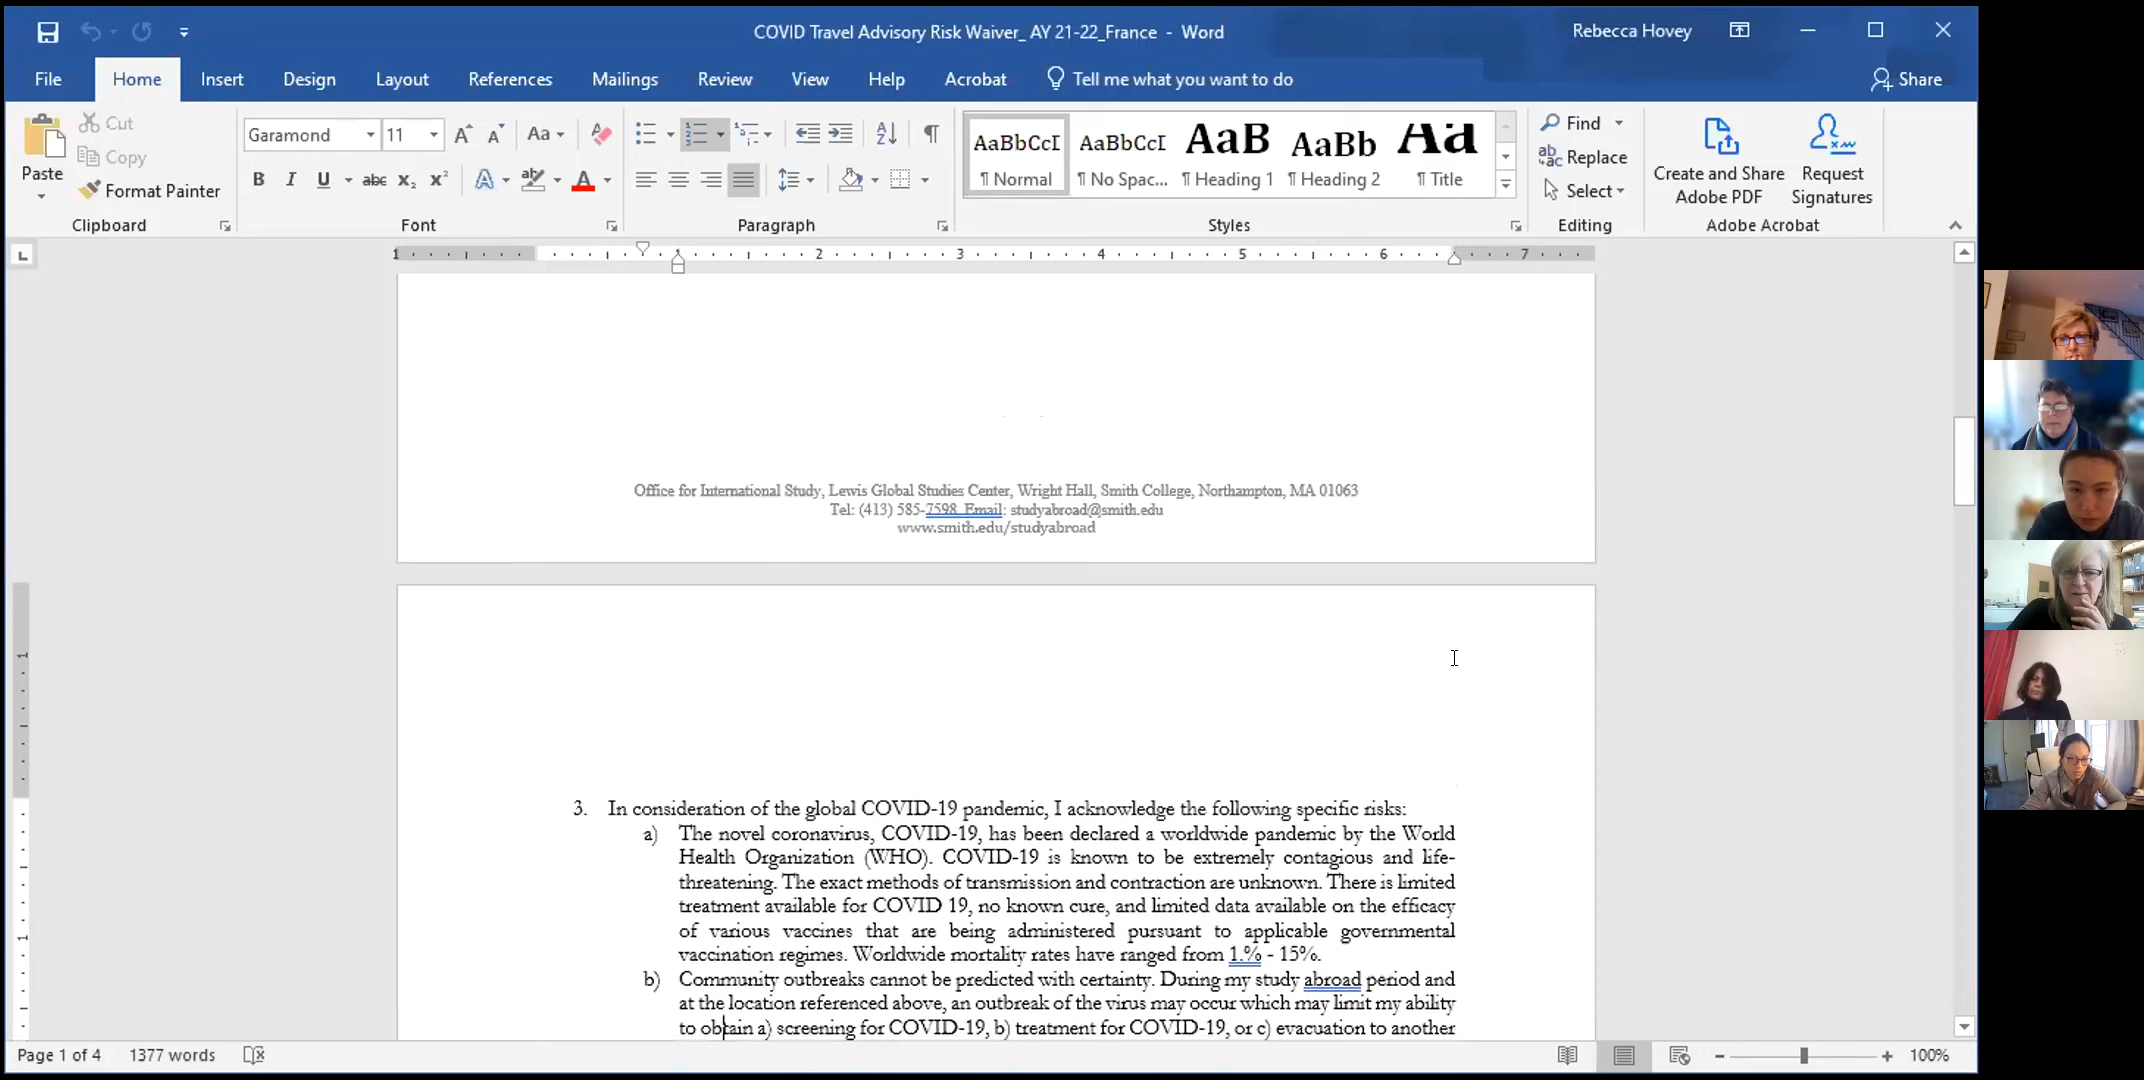 COVID Travel Advisory Risk Waiver_ AY 21-22_France - Word
Rebecca Hovey
File Home Insert Design Layout References Mailings Review View Help Acrobat Tell me what you want to do Share
Paste
Cut
Copy
Format Painter
Clipboard
Garamond 11
Font
Paragraph
AaBbCcI AaBbCcI AaB AaBb Aa
¶ Normal ¶ No Spac... ¶ Heading 1 ¶ Heading 2 ¶ Title
Styles
Find
Replace
Select
Editing
Create and Share
Adobe PDF
Request
Signatures
Adobe Acrobat
1 1 2 3 4 5 6 7
Office for International Study, Lewis Global Studies Center, Wright Hall, Smith College, Northampton, MA 01063
Tel: (413) 585-7598 Email: studyabroad@smith.edu
www.smith.edu/studyabroad
3. In consideration of the global COVID-19 pandemic, I acknowledge the following specific risks:
a) The novel coronavirus, COVID-19, has been declared a worldwide pandemic by the World
Health Organization (WHO). COVID-19 is known to be extremely contagious and life-
threatening. The exact methods of transmission and contraction are unknown. There is limited
treatment available for COVID 19, no known cure, and limited data available on the efficacy
of various vaccines that are being administered pursuant to applicable governmental
vaccination regimes. Worldwide mortality rates have ranged from 1.% - 15%.
b) Community outbreaks cannot be predicted with certainty. During my study abroad period and
at the location referenced above, an outbreak of the virus may occur which may limit my ability
to obtain a) screening for COVID-19, b) treatment for COVID-19, or c) evacuation to another
Page 1 of 4 1377 words
100%